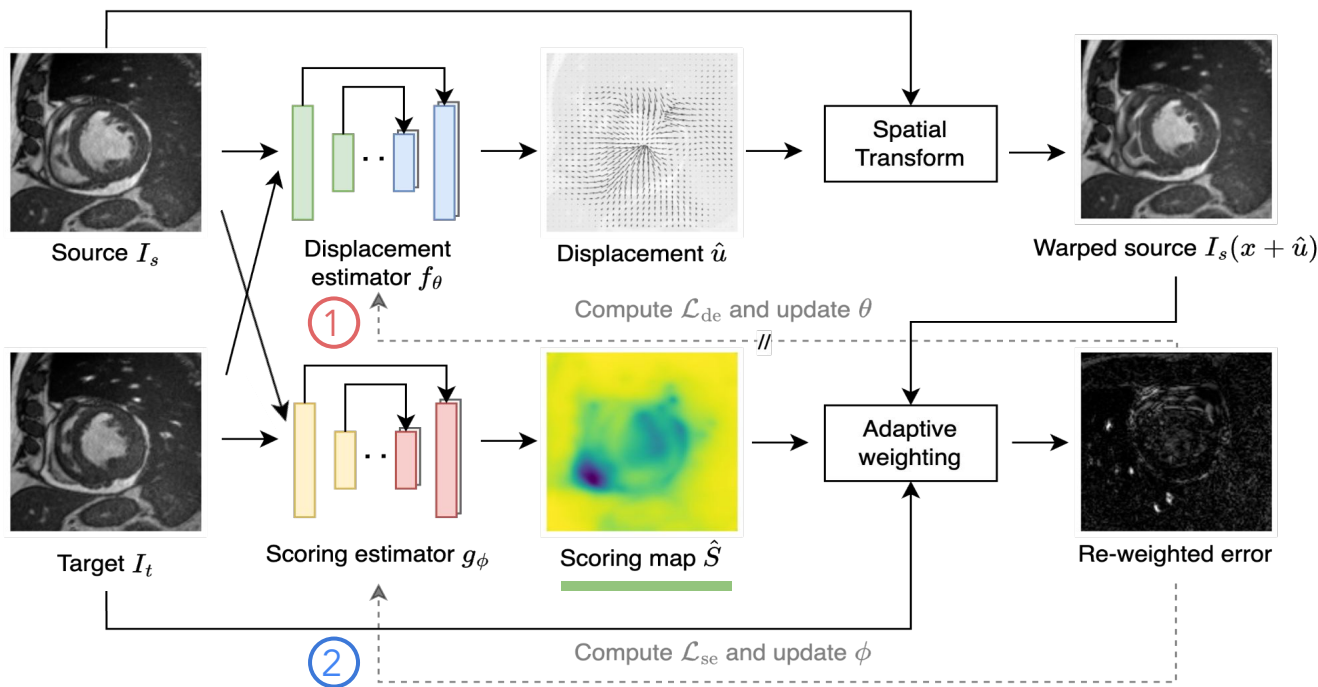 Spatial
Transform
Source $I_s$
Displacement
estimator $f_\theta$
Displacement $\hat{u}$
Warped source $I_s(x + \hat{u})$
1
Compute $\mathcal{L}_{\mathrm{de}}$ and update $\theta$
//
Adaptive
weighting
Target $I_t$
Scoring estimator $g_\phi$
Scoring map $\hat{S}$
Re-weighted error
2
Compute $\mathcal{L}_{\mathrm{se}}$ and update $\phi$